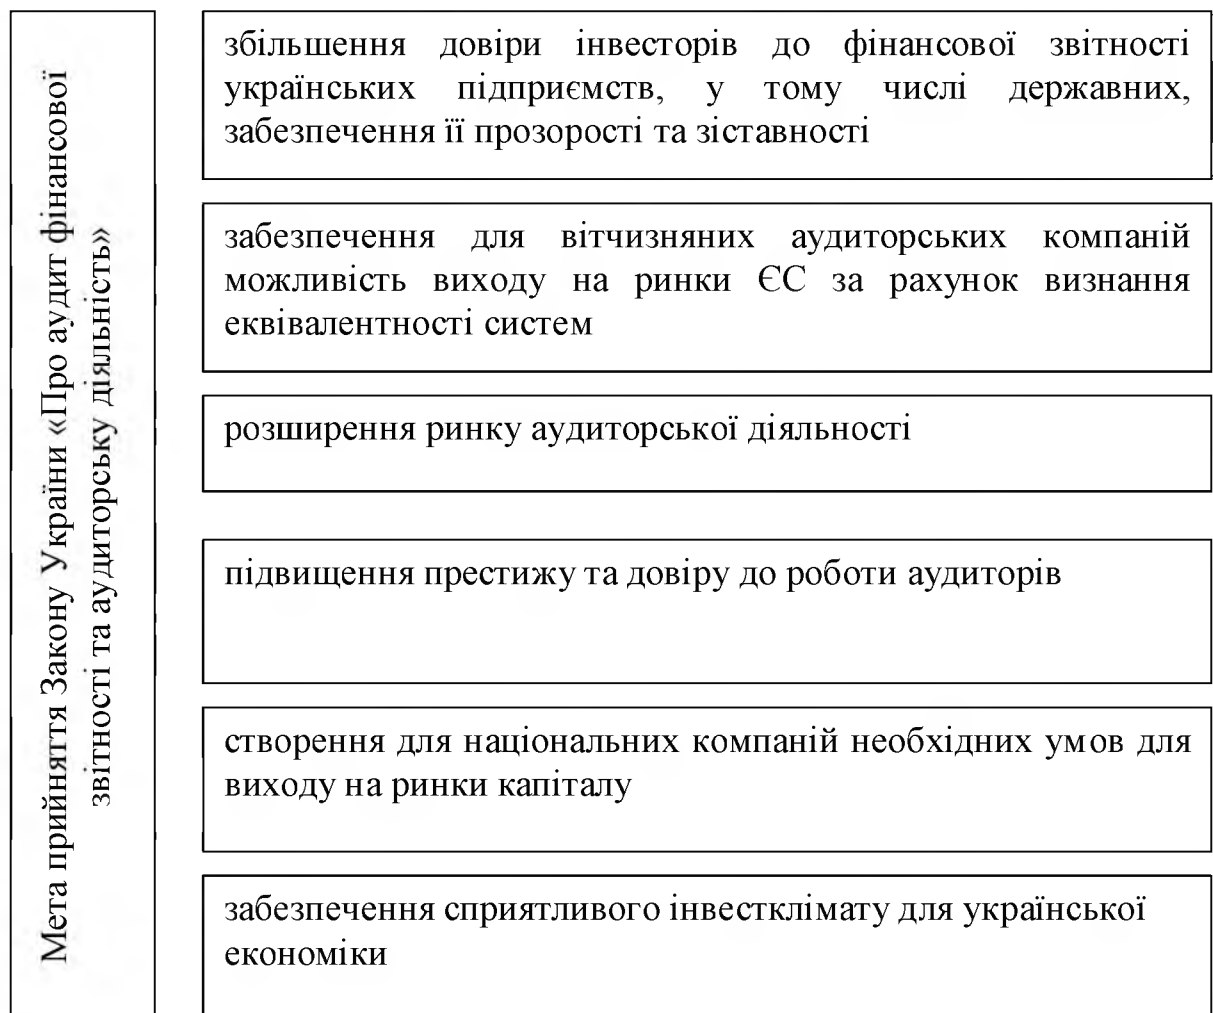 Мета прийняття Закону України «Про аудит фінансової
звітності та аудиторську діяльність»
збільшення довіри інвесторів до фінансової звітності
українських підприємств, у тому числі державних,
забезпечення її прозорості та зіставності
забезпечення для вітчизняних аудиторських компаній
можливість виходу на ринки ЄС за рахунок визнання
еквівалентності систем
розширення ринку аудиторської діяльності
підвищення престижу та довіру до роботи аудиторів
створення для національних компаній необхідних умов для
виходу на ринки капіталу
забезпечення сприятливого інвестклімату для української
економіки